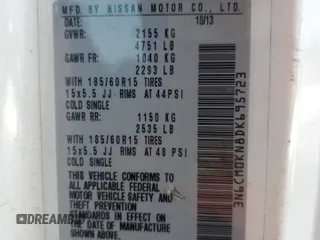 MFD BY NISSAN MOTOR CO., LTD.
DATE: 10/13
GVWR: 2155 KG
4751 LB
GAWR FR: 1040 KG
2293 LB
WITH 185/60R15 TIRES
15x5.5 JJ- RIMS AT 44PSI
COLD SINGLE
GAWR RR: 1150 KG
2535 LB
WITH 185/60R15 TIRES
15x5.5 JJ- RIMS AT 48 PSI
COLD SINGLE
THIS VEHICLE CONFORMS TO
ALL APPLICABLE FEDERAL
MOTOR VEHICLE SAFETY AND
THEFT PREVENTION
STANDARDS IN EFFECT ON
THE DATE OF
SHOWN ABOVE
3N6CM0KN8DK695723
DREAMBID